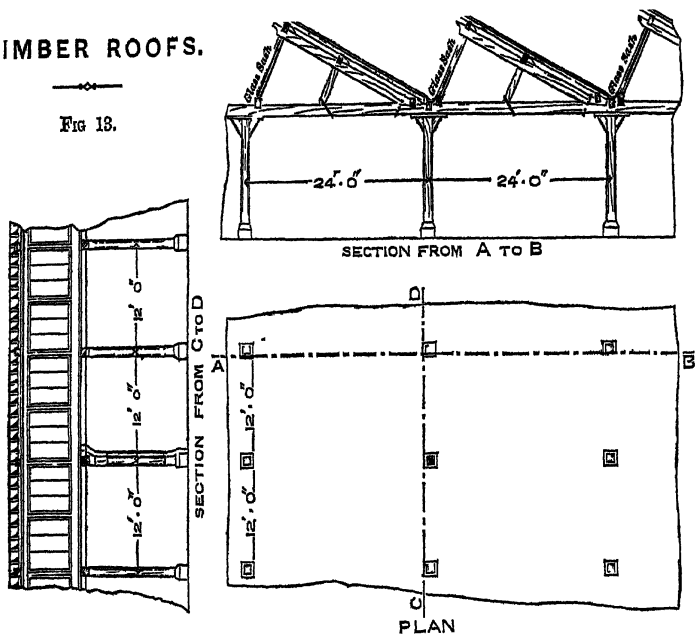 IMBER ROOFS.
FIG 13.
Glass Sash
Glass Sash
Glass Sash
24'·0"
24'·0"
SECTION FROM A TO B
12' 0"
12' 0"
12'·0"
SECTION FROM C TO D
D
A
B
12'·0"
12'·0"
C
PLAN